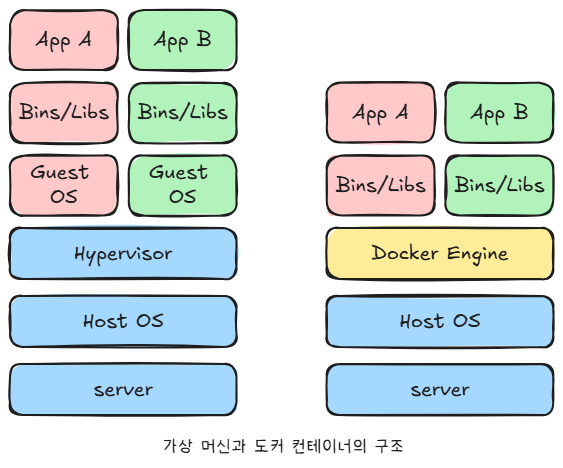 App A
App B
Bins/Libs
Bins/Libs
Guest
OS
Guest
OS
Hypervisor
Host OS
server
App A
App B
Bins/Libs
Bins/Libs
Docker Engine
Host OS
server
가상 머신과 도커 컨테이너의 구조